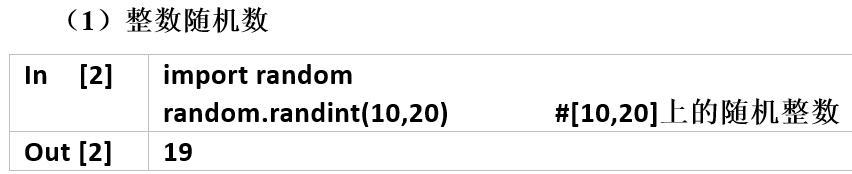 （1）整数随机数
In [2] import random
random.randint(10,20) #[10,20]上的随机整数
Out [2] 19